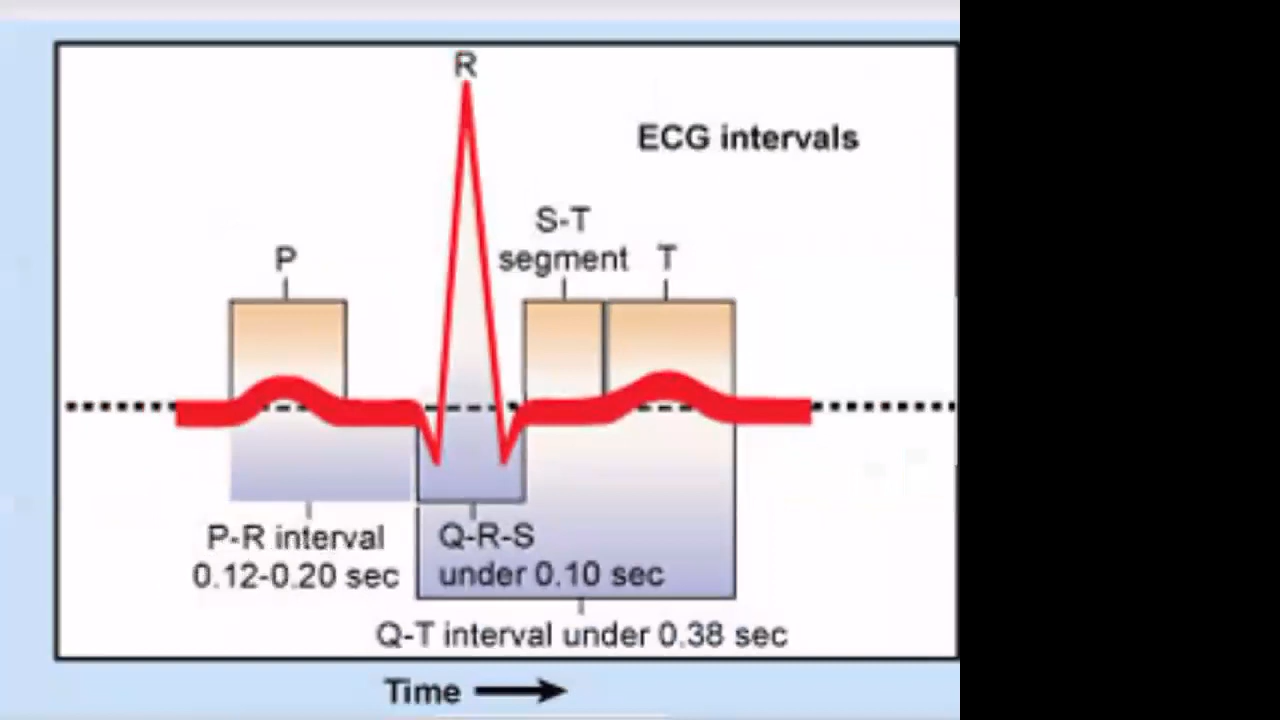 R
ECG intervals
S-T
segment
P
T
P-R interval
0.12-0.20 sec
Q-R-S
under 0.10 sec
Q-T interval under 0.38 sec
Time